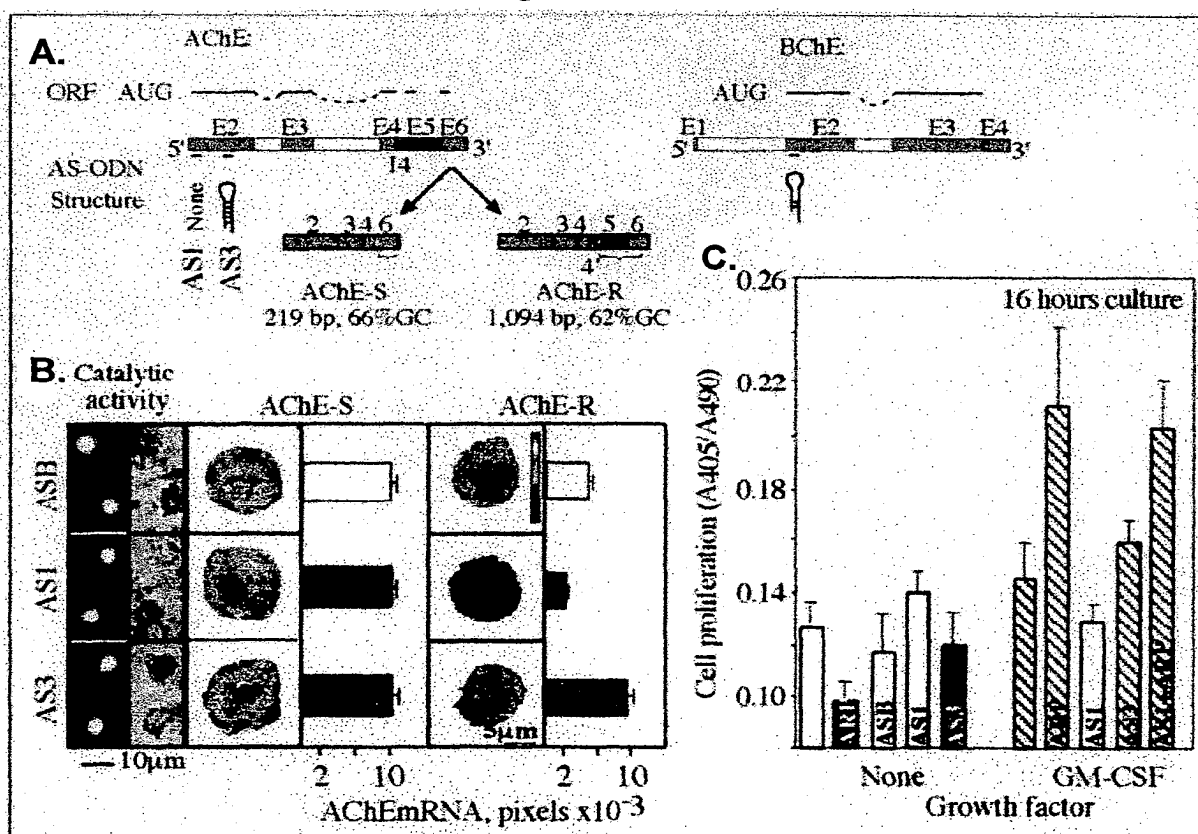 A.
AChE:
ORF AUG
E2 E3 E4 E5 E6
5' 3'
I4
AS-ODN
Structure
None
AS1
AS3
2 3 4 6
AChE-S
219 bp, 66%GC
2 3 4 5 6
4'
AChE-R
1,094 bp, 62%GC
BChE:
AUG
E1 E2 E3 E4
5' 3'
B.
Catalytic
activity
AChE-S
AChE-R
ASB
AS1
AS3
10µm
5µm
2 10
2 10
AChEmRNA, pixels x10⁻³
C.
16 hours culture
Cell proliferation (A405/A490)
0.26
0.22
0.18
0.14
0.10
ASB
AS1
AS3
AS1
AS3
None
GM-CSF
Growth factor